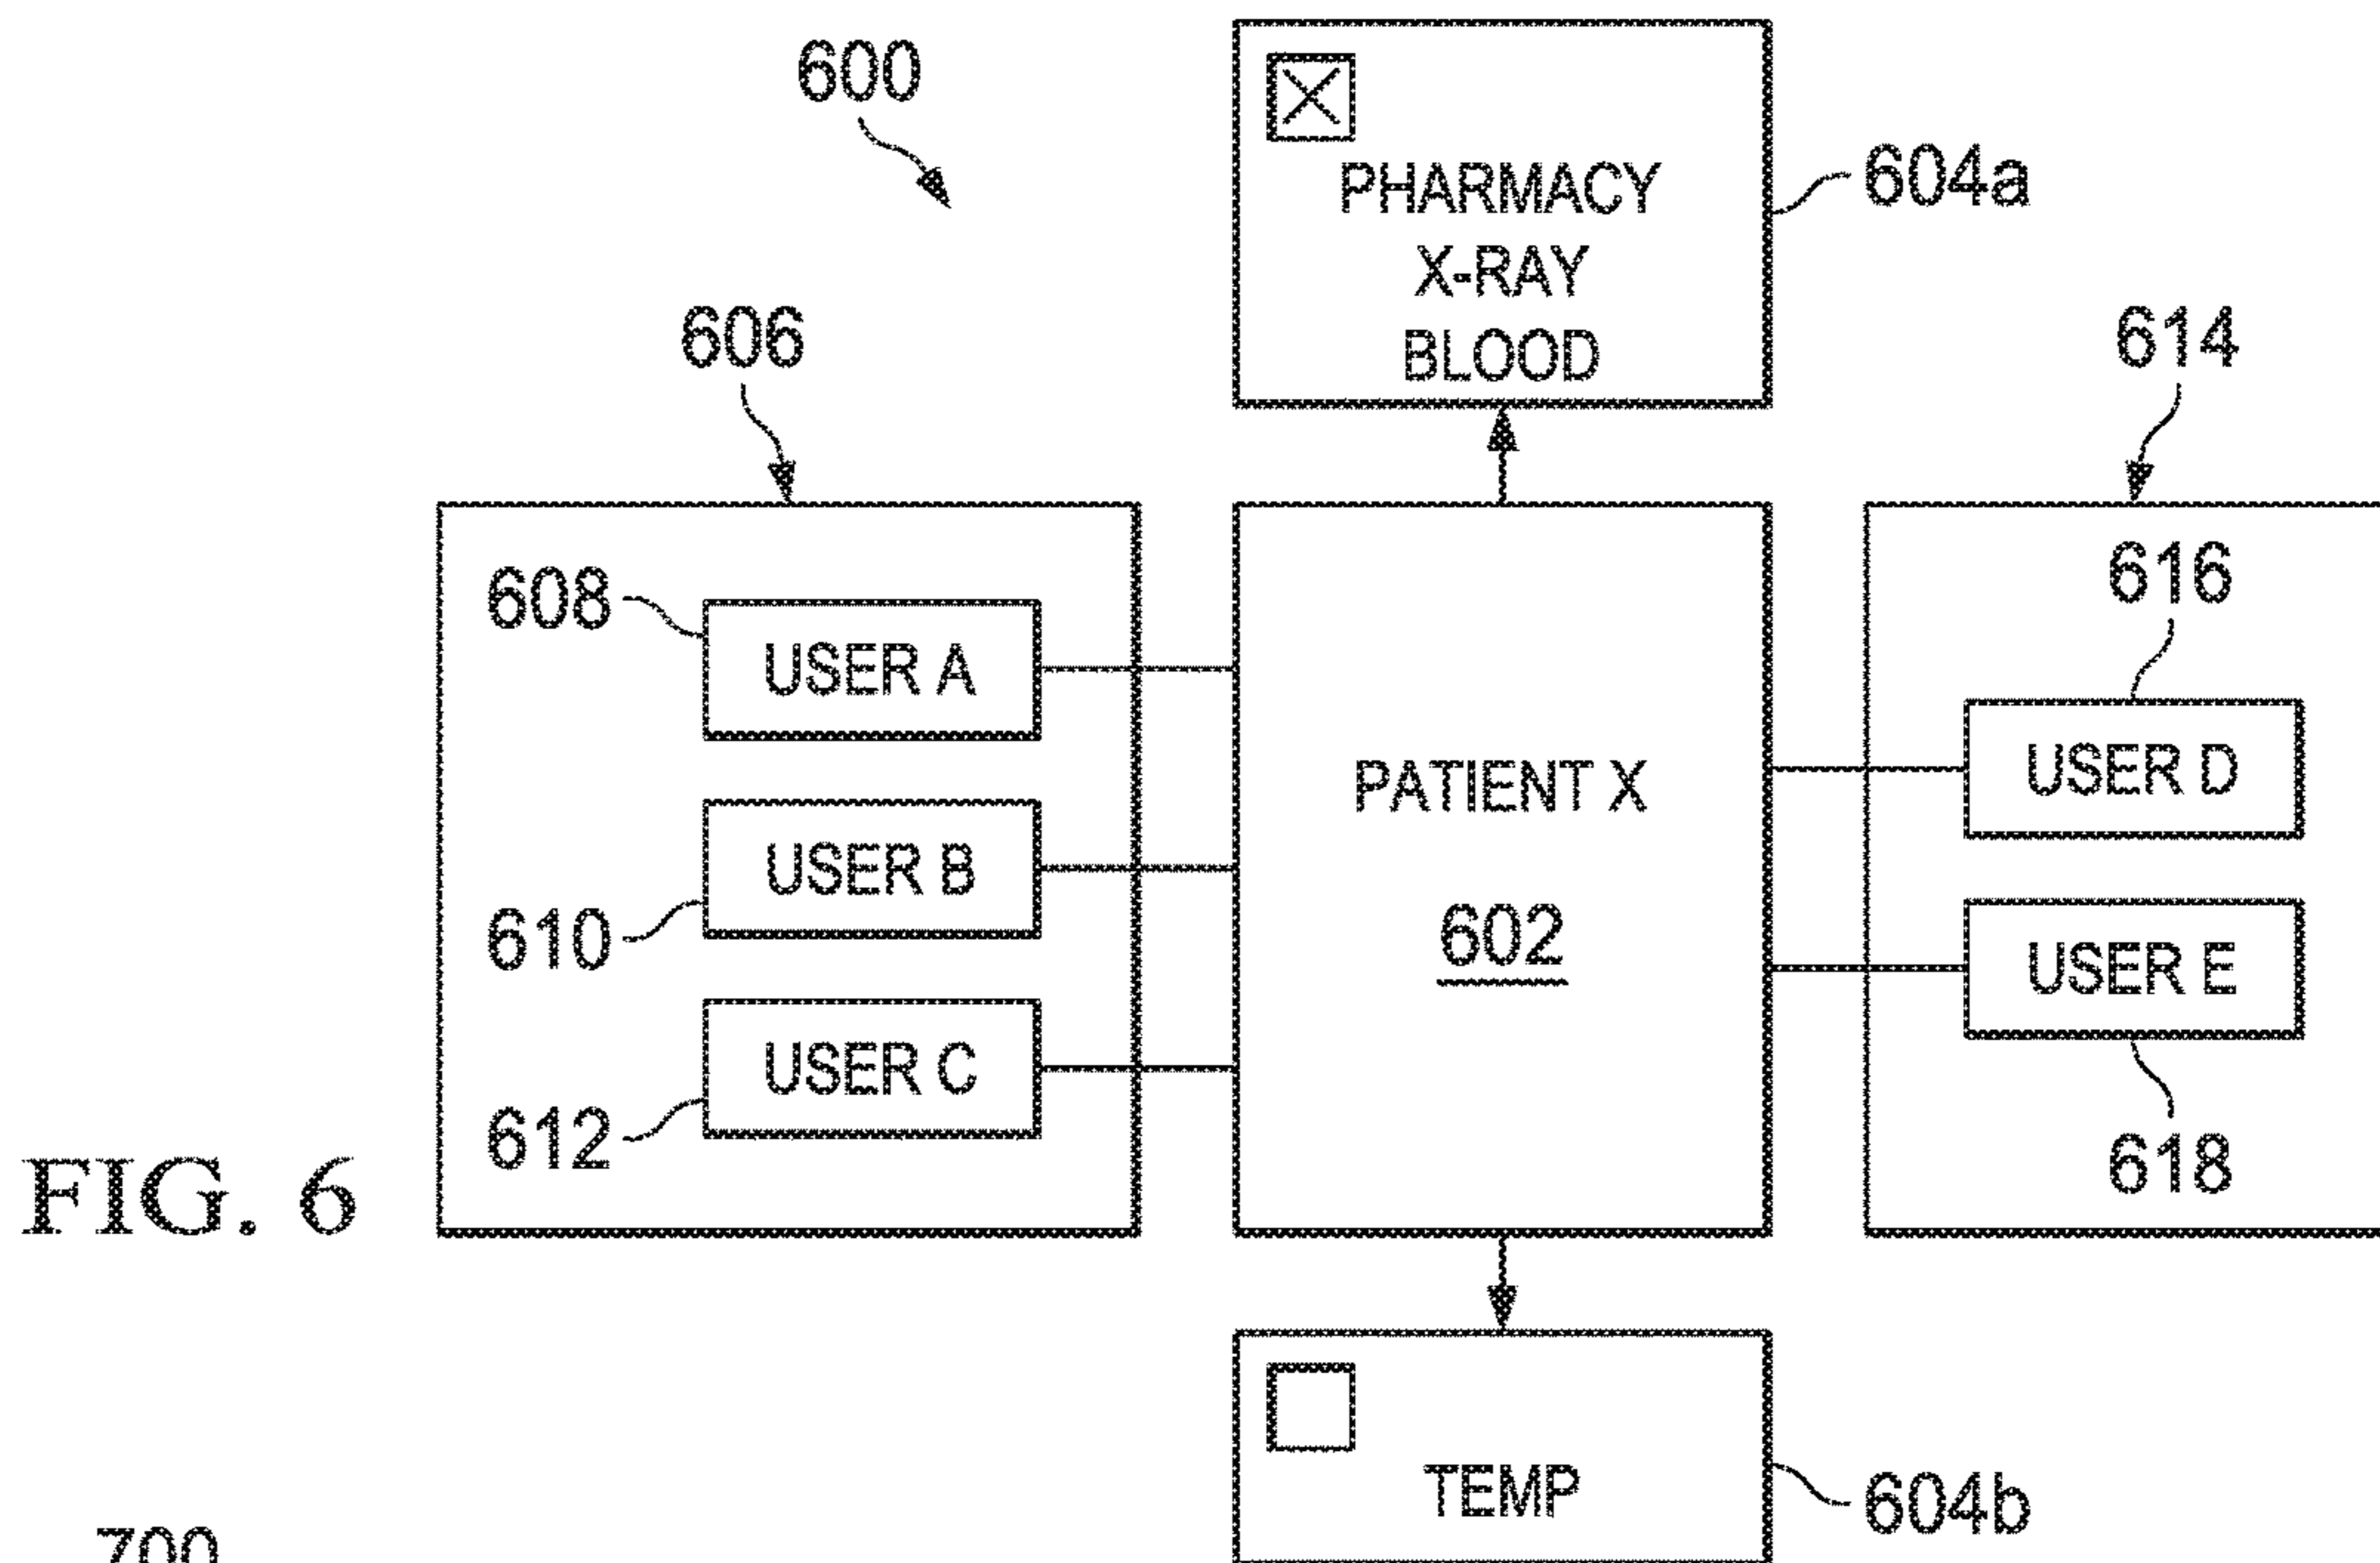 600
PHARMACY
X-RAY
BLOOD
604a
606
614
608
USER A
610
USER B
612
USER C
PATIENT X
602
616
USER D
USER E
618
FIG. 6
TEMP
604b
700